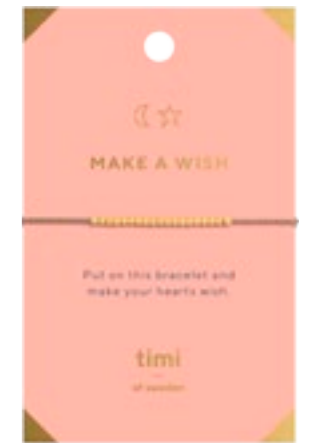 MAKE A WISH
Put on this bracelet and
make your hearts wish.
timi
of sweden